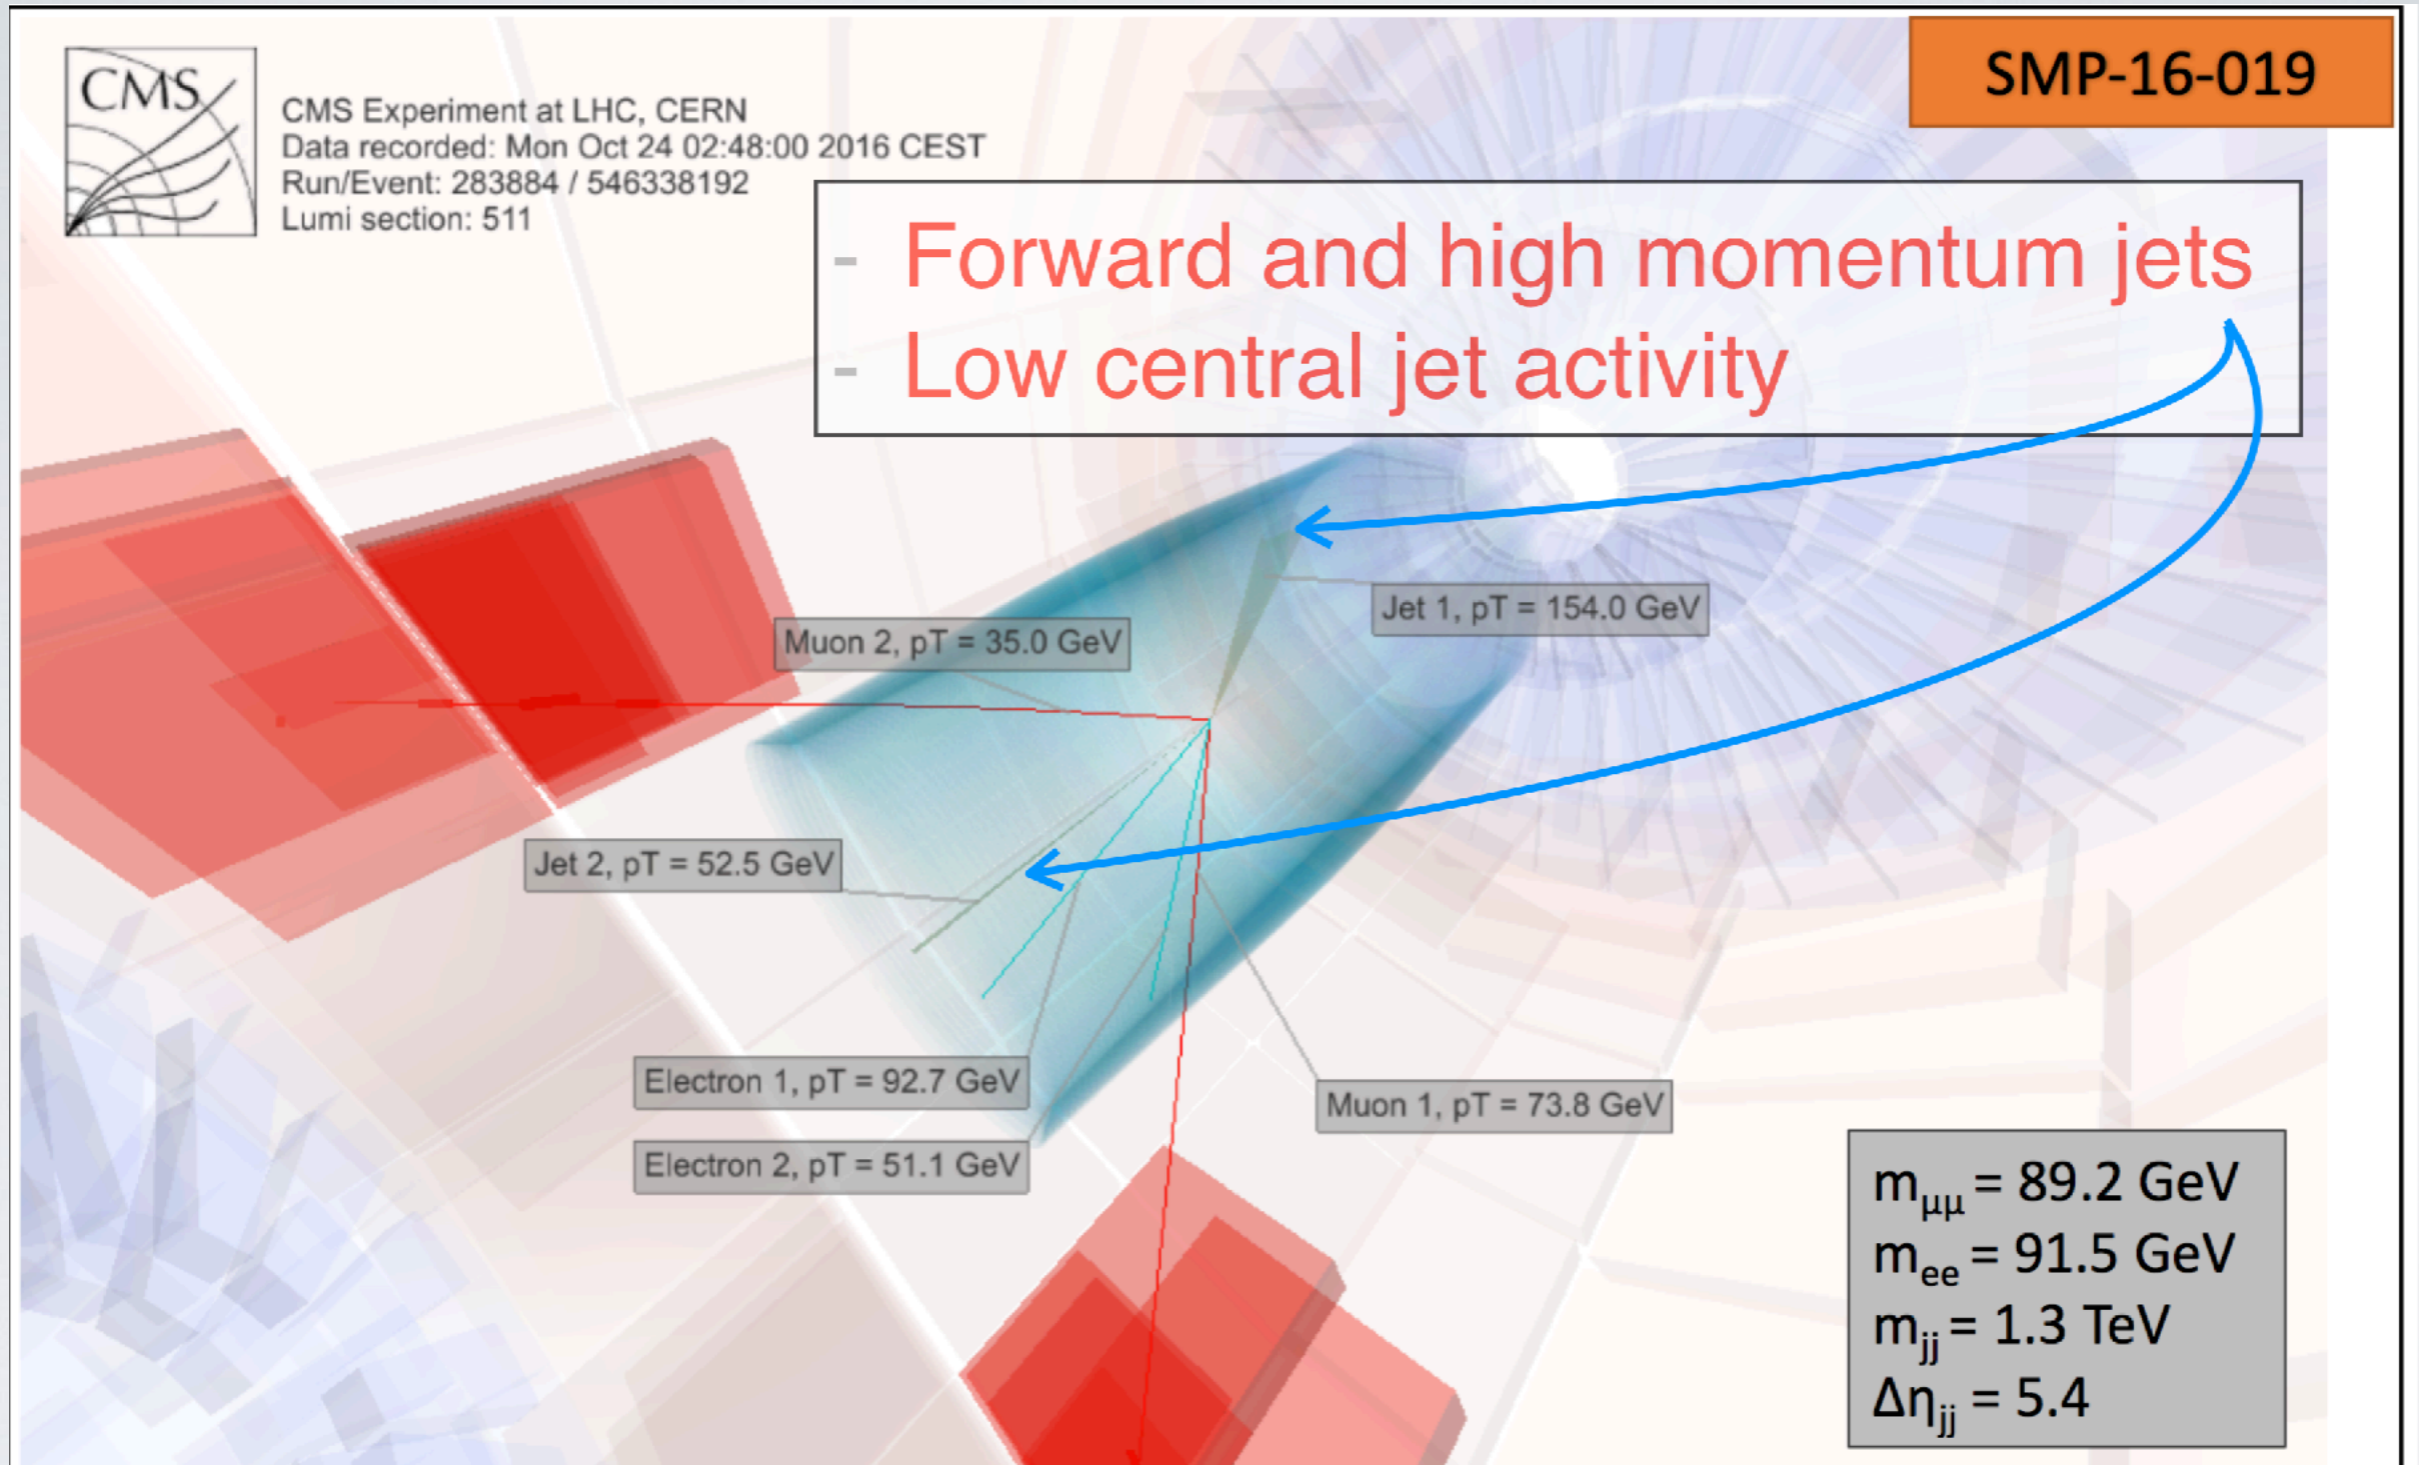 CMS
CMS Experiment at LHC, CERN
Data recorded: Mon Oct 24 02:48:00 2016 CEST
Run/Event: 283884 / 546338192
Lumi section: 511
SMP-16-019
- Forward and high momentum jets
- Low central jet activity
Jet 1, pT = 154.0 GeV
Muon 2, pT = 35.0 GeV
Jet 2, pT = 52.5 GeV
Electron 1, pT = 92.7 GeV
Muon 1, pT = 73.8 GeV
Electron 2, pT = 51.1 GeV
mμμ = 89.2 GeV
mee = 91.5 GeV
mjj = 1.3 TeV
Δηjj = 5.4